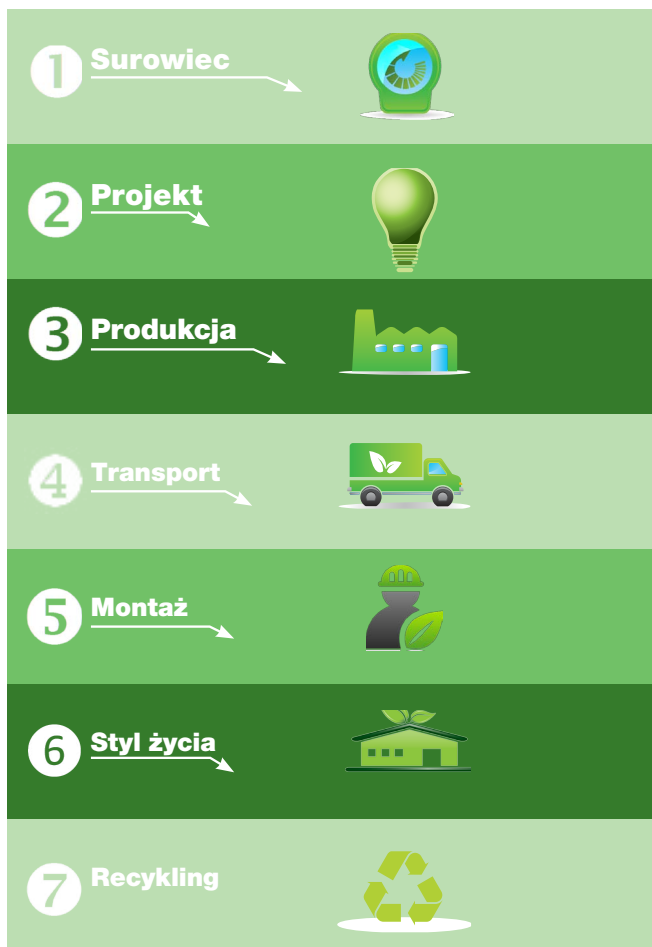 1 Surowiec
2 Projekt
3 Produkcja
4 Transport
5 Montaż
6 Styl życia
7 Recykling